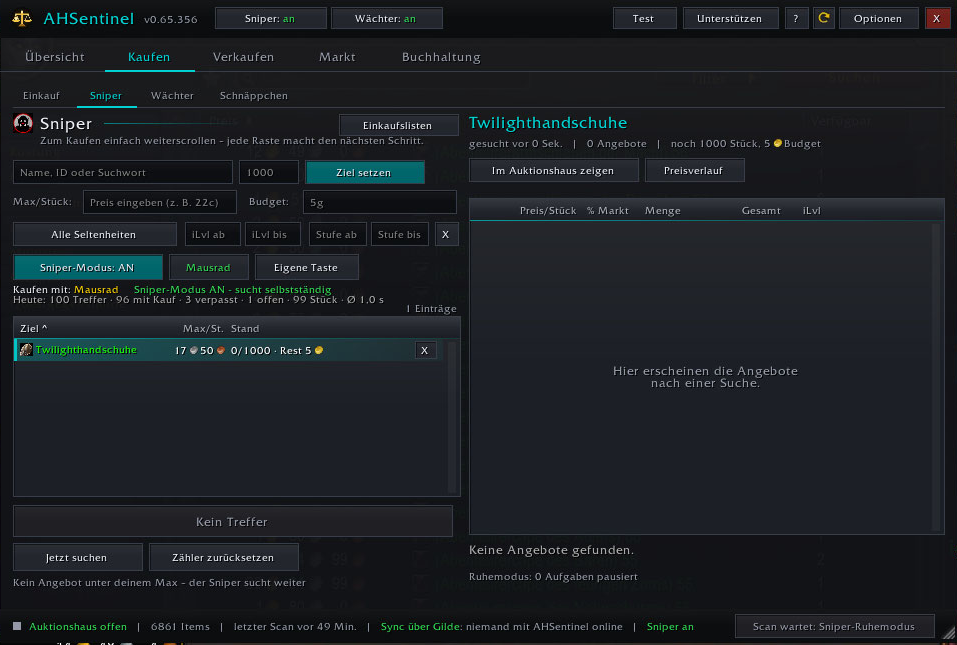 AHSentinel v0.65.356 Sniper: an Wächter: an Test Unterstützen ? Optionen X
Übersicht Kaufen Verkaufen Markt Buchhaltung
Einkauf Sniper Wächter Schnäppchen
Sniper Einkaufslisten
Zum Kaufen einfach weiterscrollen - jede Raste macht den nächsten Schritt.
Name, ID oder Suchwort 1000 Ziel setzen
Max/Stück: Preis eingeben (z. B. 22c) Budget: 5g
Alle Seltenheiten iLvl ab iLvl bis Stufe ab Stufe bis X
Sniper-Modus: AN Mausrad Eigene Taste
Kaufen mit: Mausrad Sniper-Modus AN - sucht selbstständig
Heute: 100 Treffer · 96 mit Kauf · 3 verpasst · 1 offen · 99 Stück · Ø 1,0 s
1 Einträge
Ziel ^ Max/St. Stand
Twilighthandschuhe 17 50 0/1000 · Rest 5 X
Kein Treffer
Jetzt suchen Zähler zurücksetzen
Kein Angebot unter deinem Max - der Sniper sucht weiter
Twilighthandschuhe
gesucht vor 0 Sek. | 0 Angebote | noch 1000 Stück, 5 Budget
Im Auktionshaus zeigen Preisverlauf
Preis/Stück % Markt Menge Gesamt iLvl
Hier erscheinen die Angebote
nach einer Suche.
Keine Angebote gefunden.
Ruhemodus: 0 Aufgaben pausiert
Auktionshaus offen | 6861 Items | letzter Scan vor 49 Min. | Sync über Gilde: niemand mit AHSentinel online | Sniper an Scan wartet: Sniper-Ruhemodus